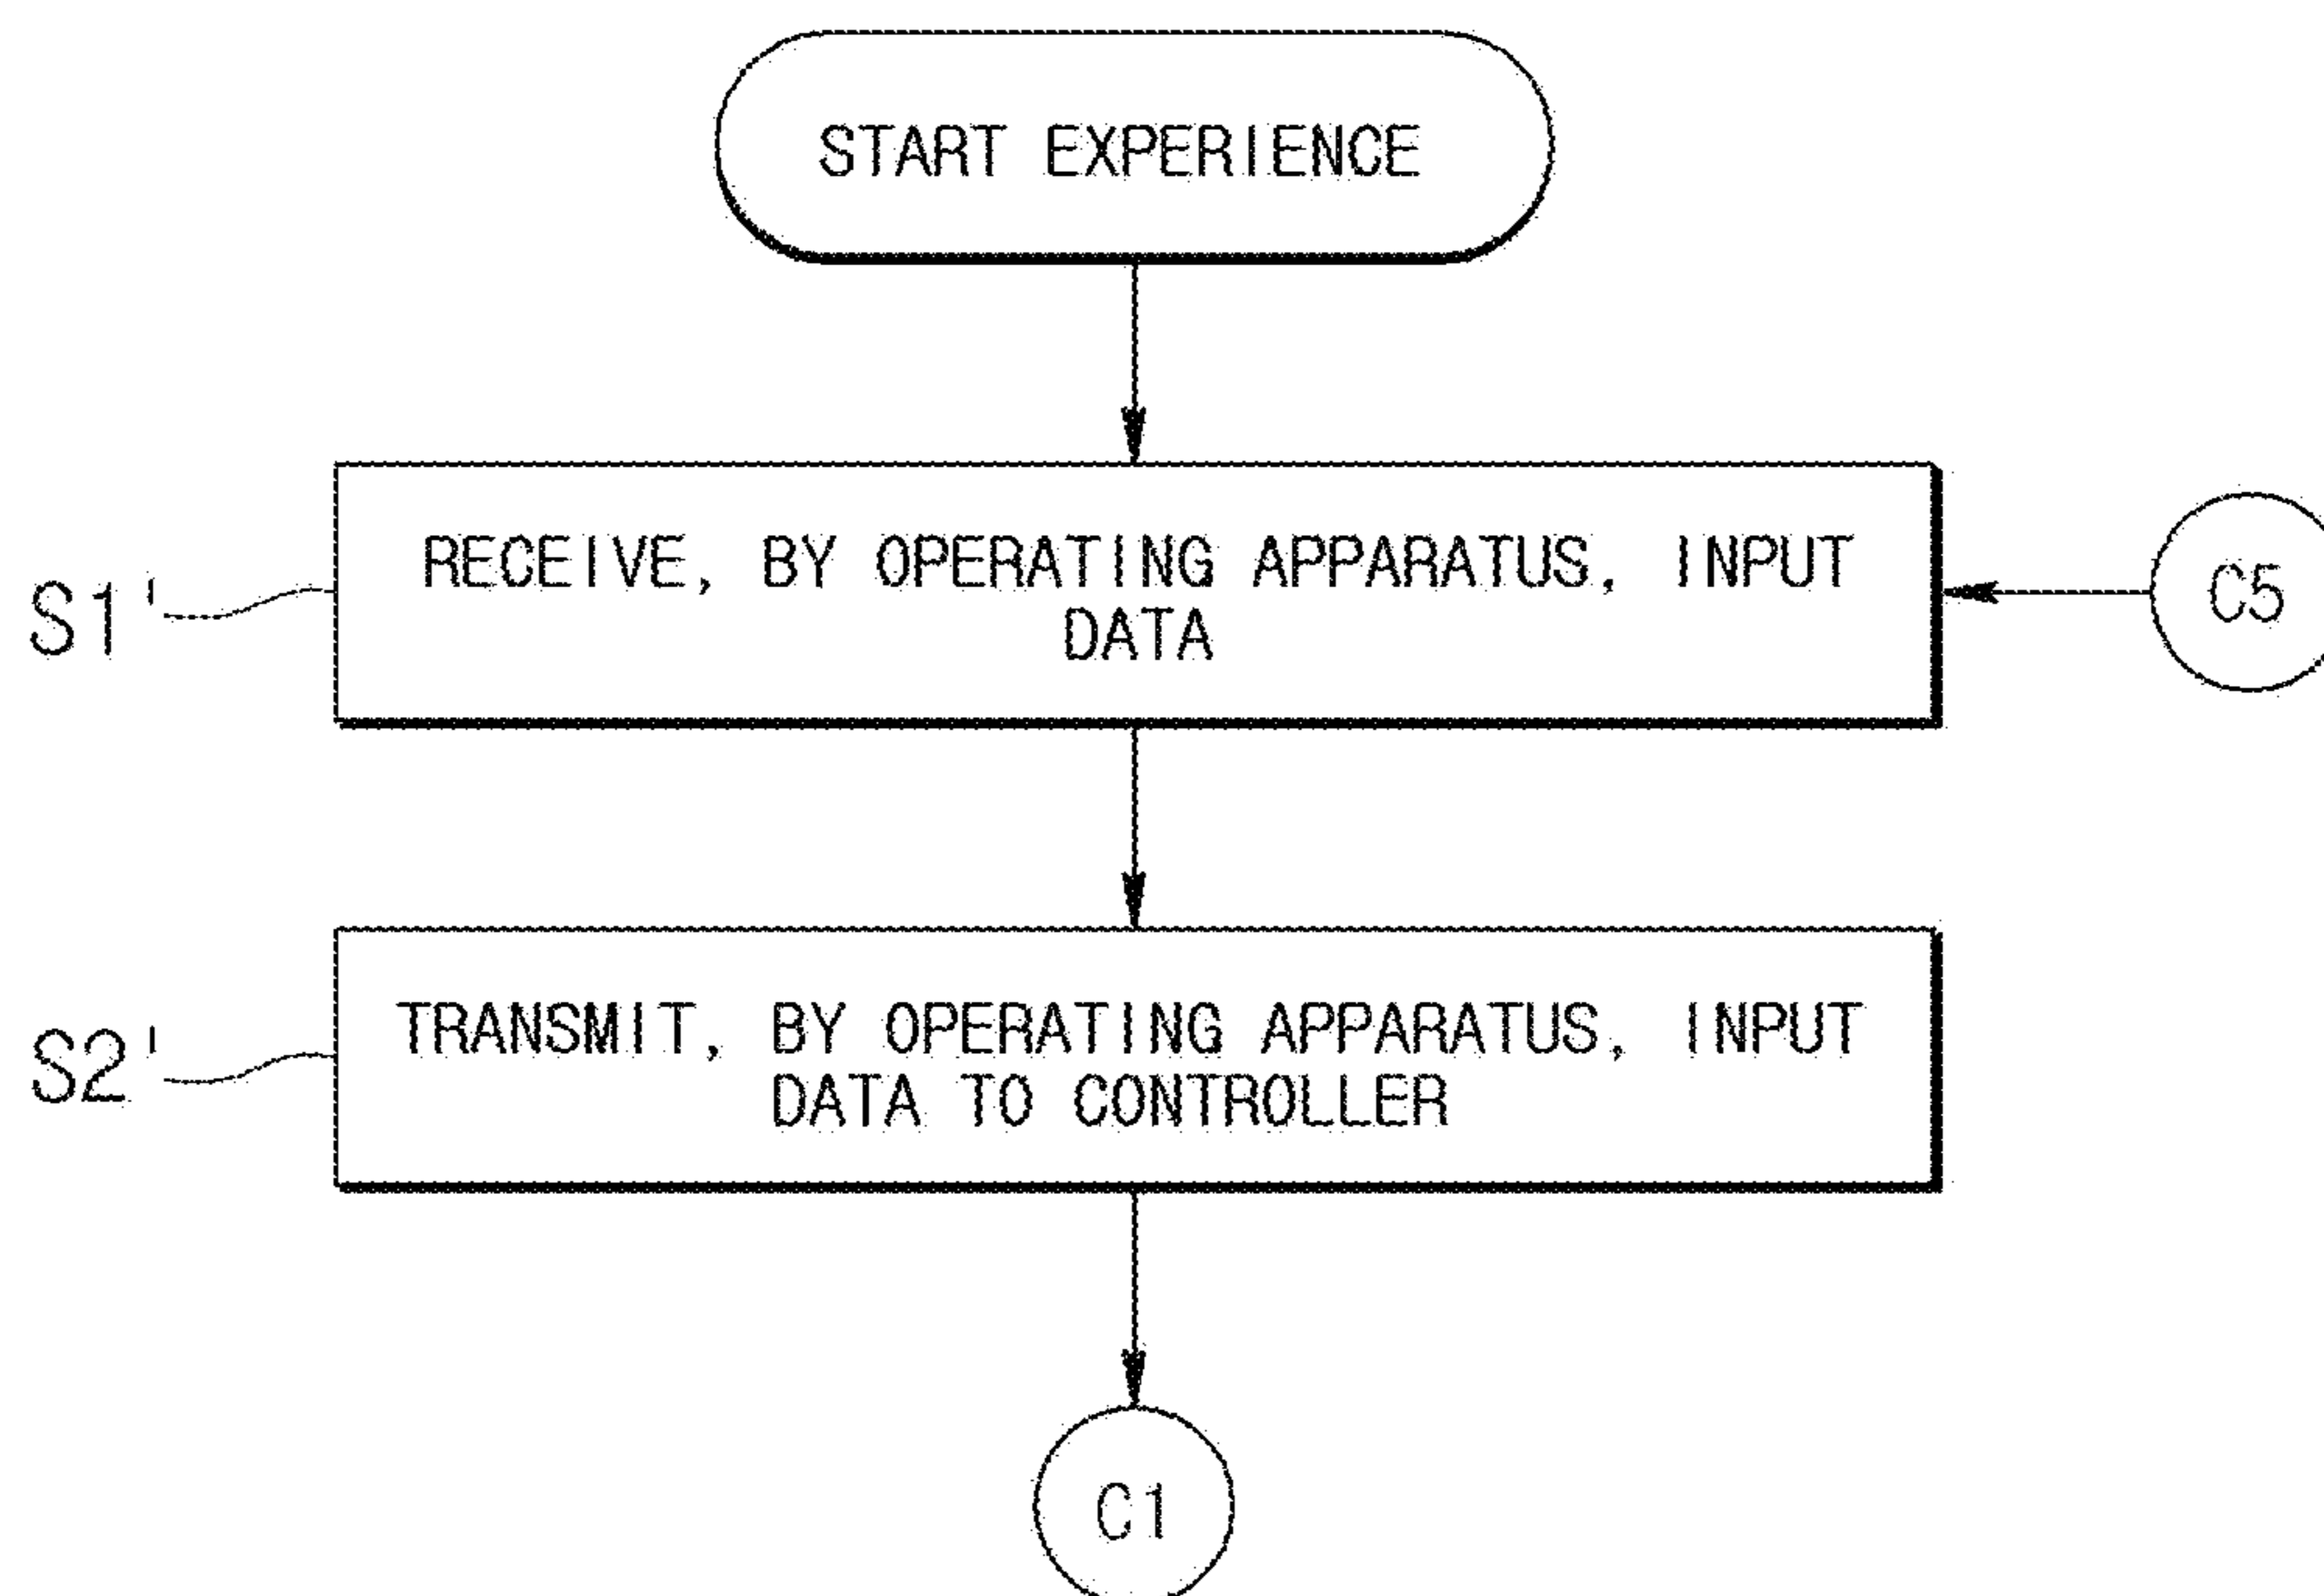 START EXPERIENCE
RECEIVE, BY OPERATING APPARATUS, INPUT
DATA
S1'
C5
TRANSMIT, BY OPERATING APPARATUS, INPUT
DATA TO CONTROLLER
S2'
C1